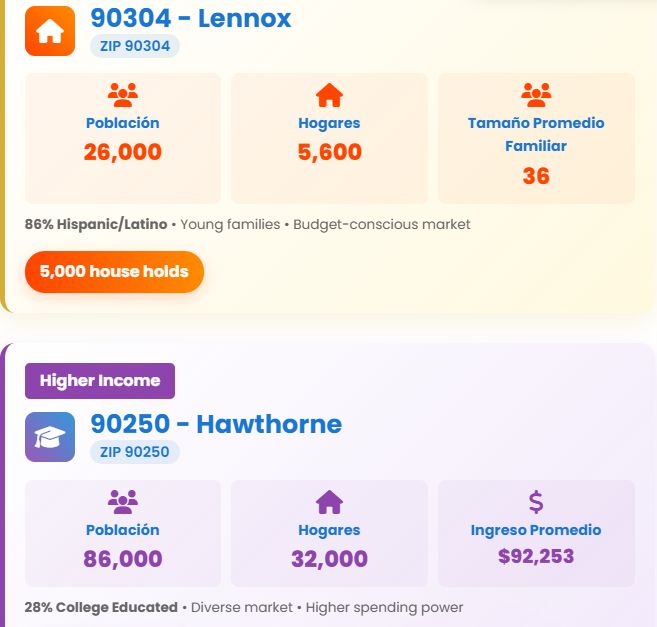 90304 - Lennox
ZIP 90304
Población
26,000
Hogares
5,600
Tamaño Promedio
Familiar
36
86% Hispanic/Latino • Young families • Budget-conscious market
5,000 house holds
Higher Income
90250 - Hawthorne
ZIP 90250
Población
86,000
Hogares
32,000
Ingreso Promedio
$92,253
28% College Educated • Diverse market • Higher spending power